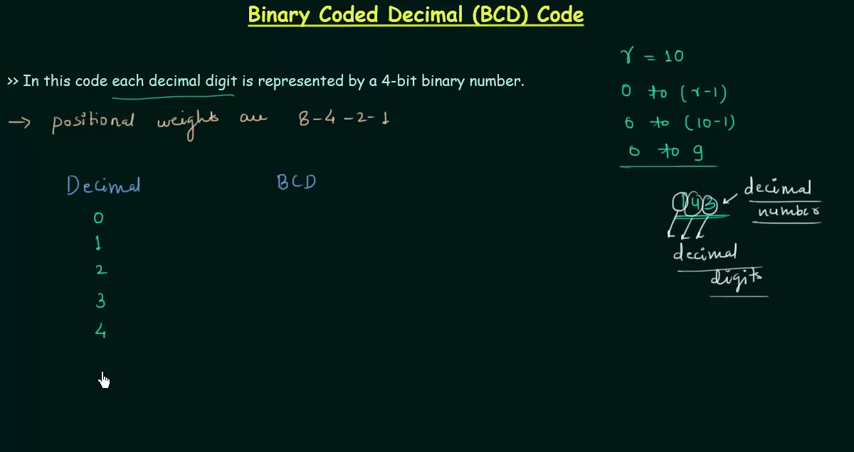 Binary Coded Decimal (BCD) Code
>> In this code each decimal digit is represented by a 4-bit binary number.
→ positional weights are 8-4-2-1
Decimal BCD
0
1
2
3
4
r = 10
0 to (r-1)
0 to (10-1)
0 to 9
143
decimal
number
decimal
digits